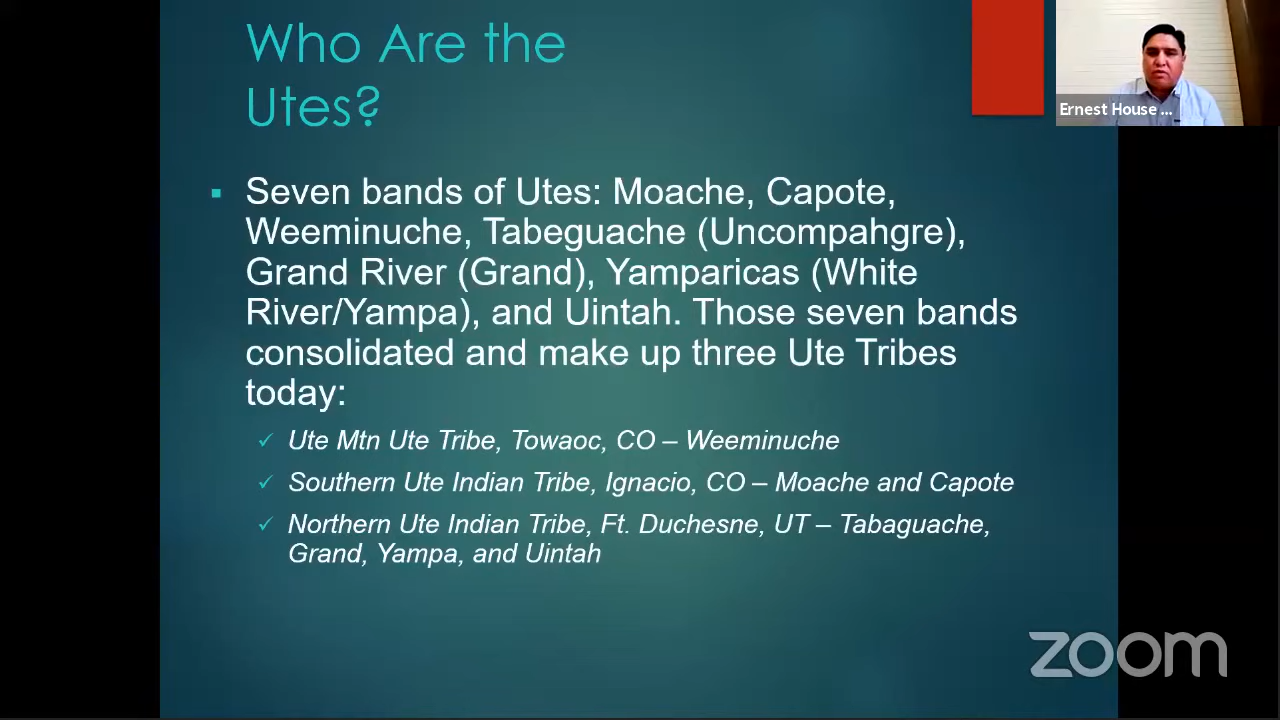 Who Are the
Utes?
Ernest House ...
▪ Seven bands of Utes: Moache, Capote,
Weeminuche, Tabeguache (Uncompahgre),
Grand River (Grand), Yamparicas (White
River/Yampa), and Uintah. Those seven bands
consolidated and make up three Ute Tribes
today:
✓ Ute Mtn Ute Tribe, Towaoc, CO – Weeminuche
✓ Southern Ute Indian Tribe, Ignacio, CO – Moache and Capote
✓ Northern Ute Indian Tribe, Ft. Duchesne, UT – Tabaguache,
Grand, Yampa, and Uintah
zoom